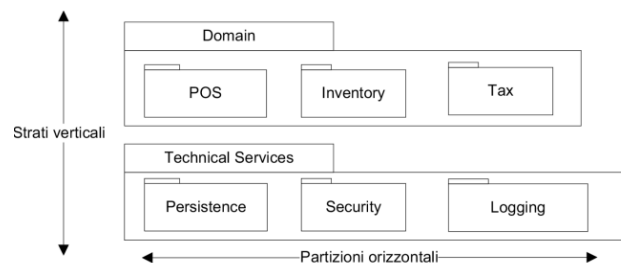 Domain
POS
Inventory
Tax
Strati verticali
Technical Services
Persistence
Security
Logging
Partizioni orizzontali